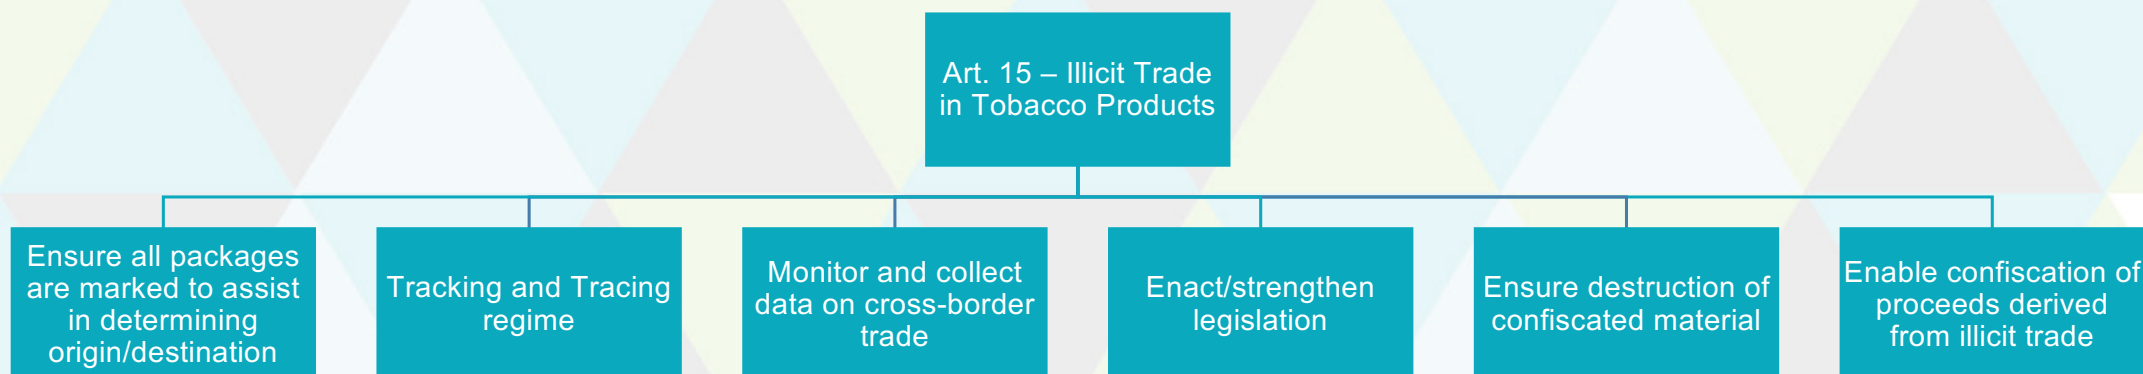 Art. 15 – Illicit Trade
in Tobacco Products
Ensure all packages
are marked to assist
in determining
origin/destination
Tracking and Tracing
regime
Monitor and collect
data on cross-border
trade
Enact/strengthen
legislation
Ensure destruction of
confiscated material
Enable confiscation of
proceeds derived
from illicit trade